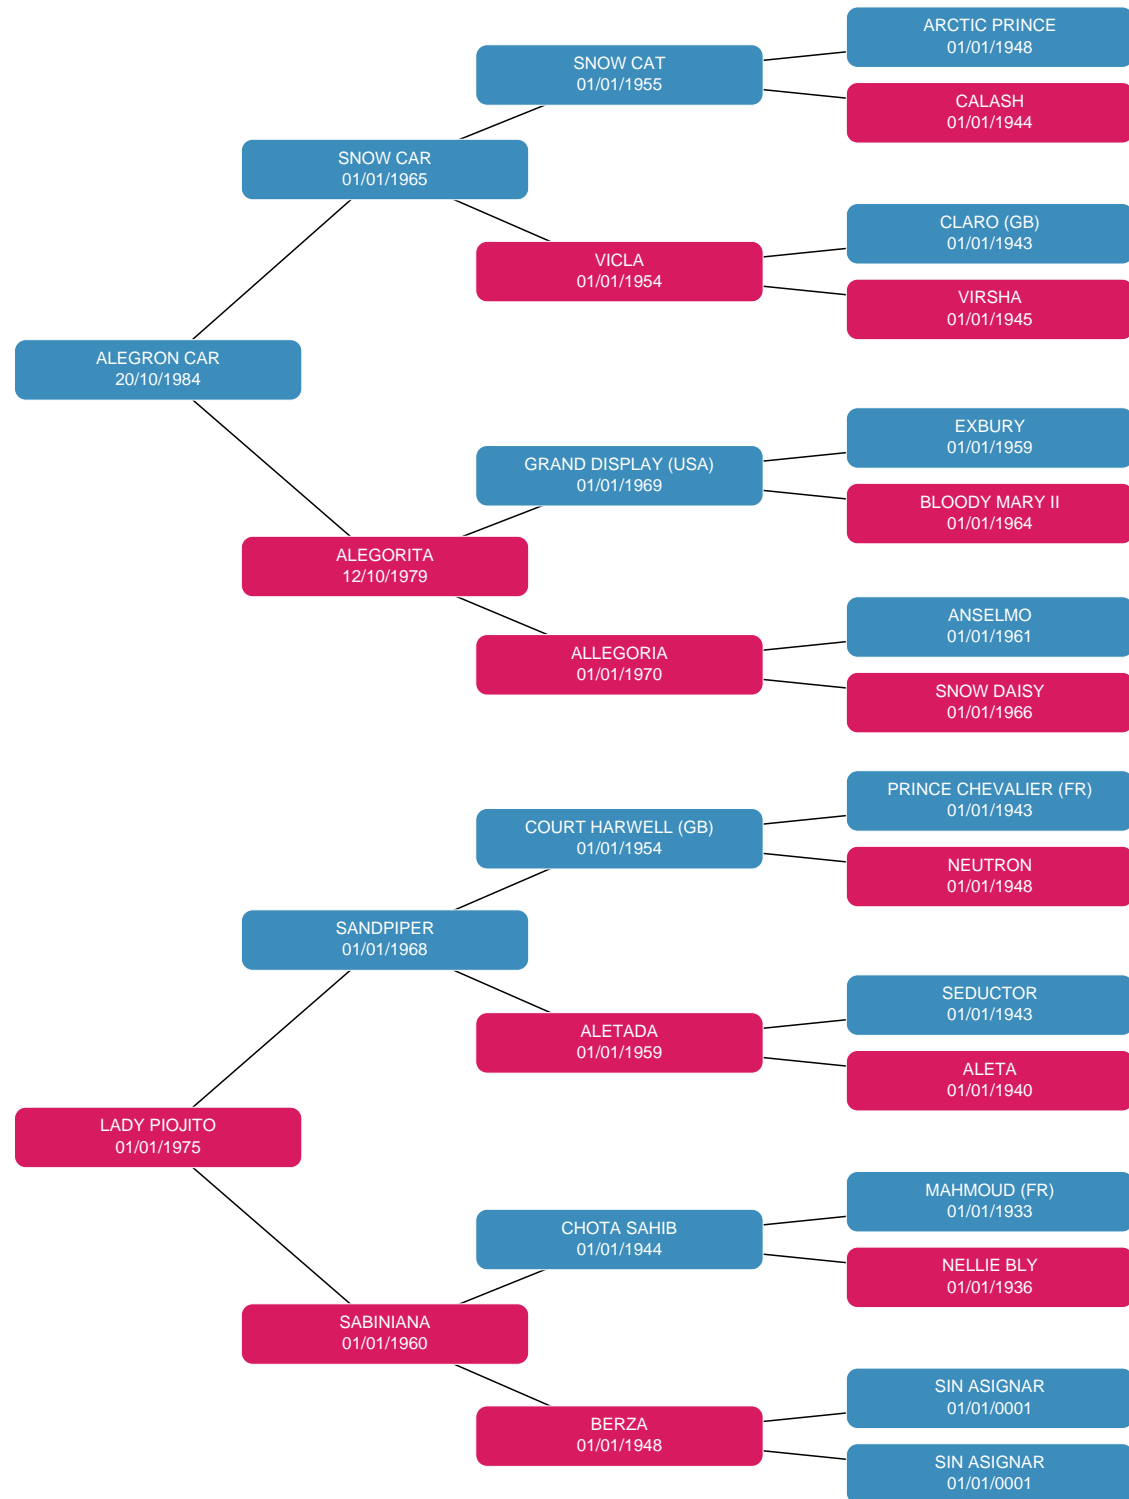 ARCTIC PRINCE
01/01/1948
SNOW CAT
01/01/1955
CALASH
01/01/1944
SNOW CAR
01/01/1965
CLARO (GB)
01/01/1943
VICLA
01/01/1954
VIRSHA
01/01/1945
ALEGRON CAR
20/10/1984
EXBURY
01/01/1959
GRAND DISPLAY (USA)
01/01/1969
BLOODY MARY II
01/01/1964
ALEGORITA
12/10/1979
ANSELMO
01/01/1961
ALLEGORIA
01/01/1970
SNOW DAISY
01/01/1966
PRINCE CHEVALIER (FR)
01/01/1943
COURT HARWELL (GB)
01/01/1954
NEUTRON
01/01/1948
SANDPIPER
01/01/1968
SEDUCTOR
01/01/1943
ALETADA
01/01/1959
ALETA
01/01/1940
LADY PIOJITO
01/01/1975
MAHMOUD (FR)
01/01/1933
CHOTA SAHIB
01/01/1944
NELLIE BLY
01/01/1936
SABINIANA
01/01/1960
SIN ASIGNAR
01/01/0001
BERZA
01/01/1948
SIN ASIGNAR
01/01/0001